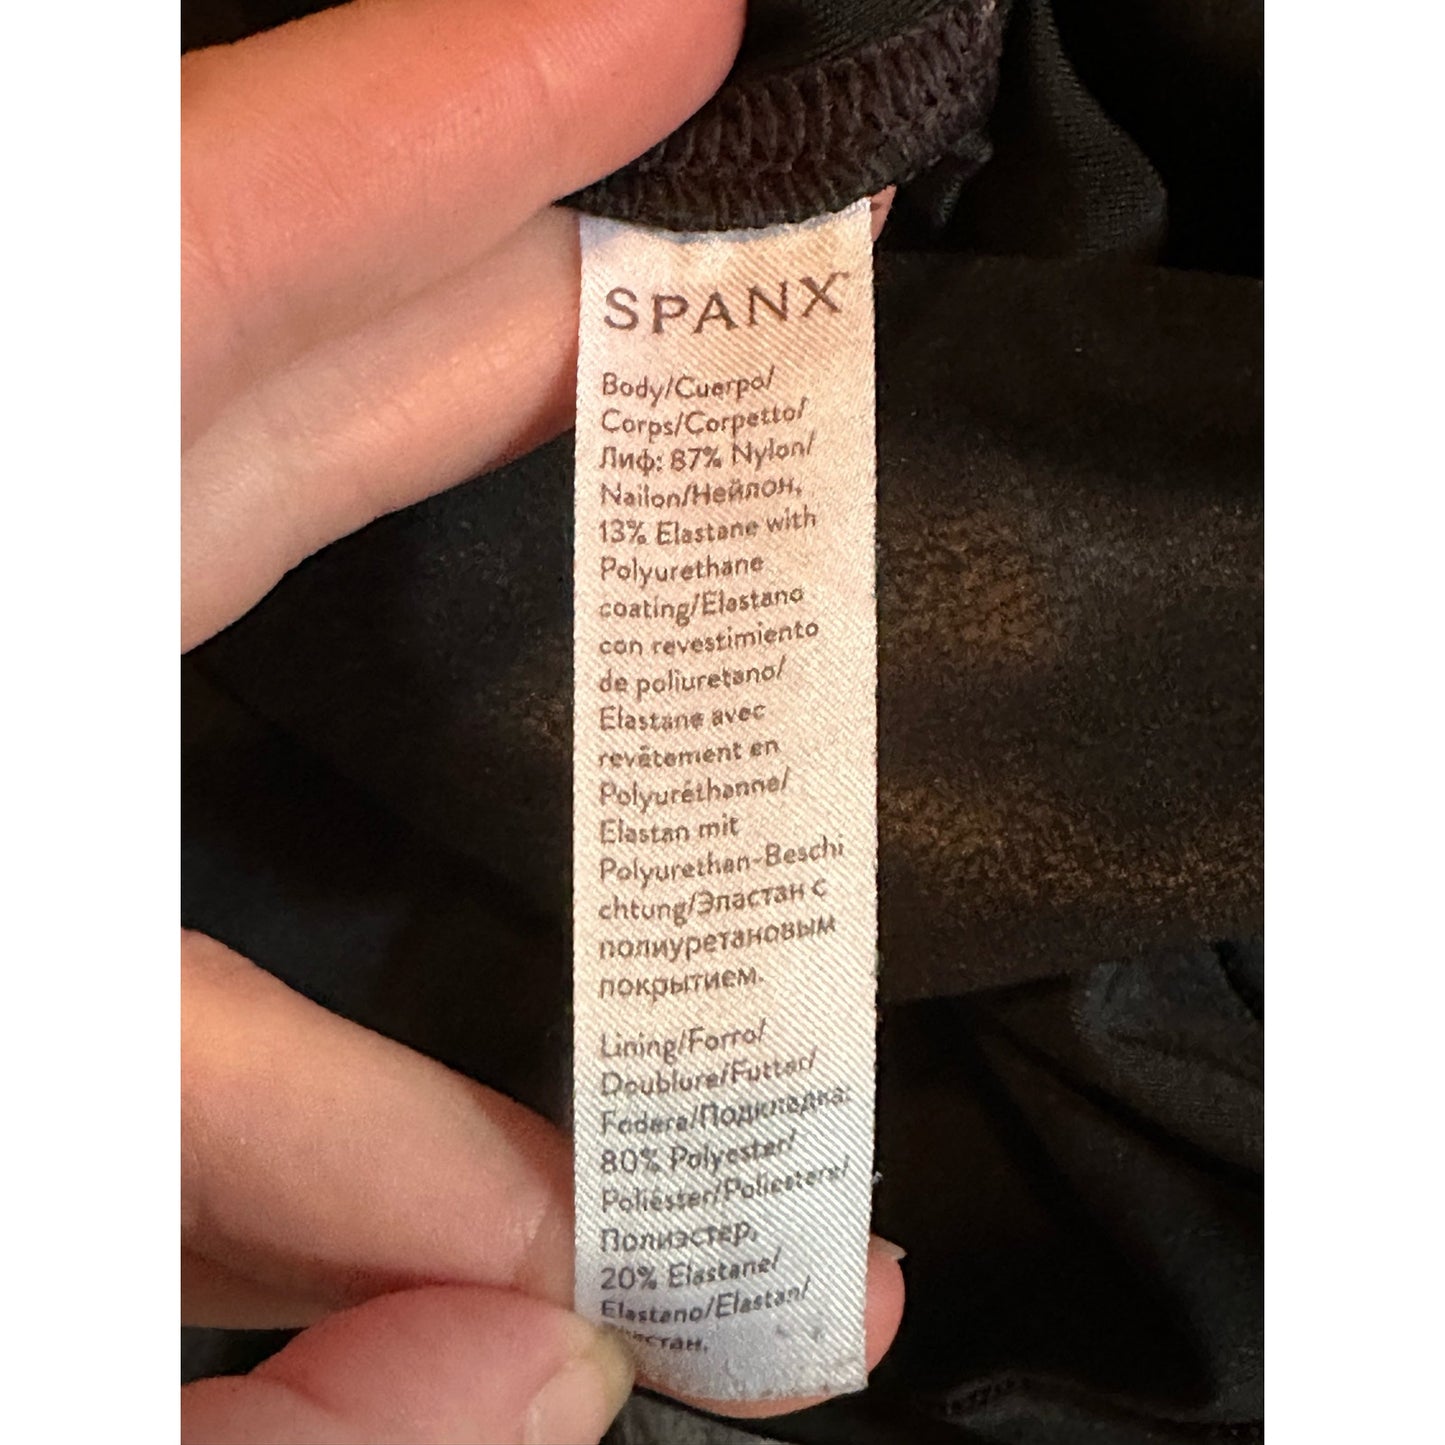 SPANX
Body/Cuerpo/
Corps/Corpetto/
Лиф: 87% Nylon/
Nailon/Нейлон,
13% Elastane with
Polyurethane
coating/Elastano
con revestimiento
de poliuretano/
Elastane avec
revêtement en
Polyuréthanne/
Elastan mit
Polyurethan-Beschi
chtung/Эластан с
полиуретановым
покрытием.
Lining/Forro/
Doublure/Futter/
Fodera/Подкладка:
80% Polyester/
Poliéster/Poliestere/
Полиэстер,
20% Elastane/
Elastano/Elastan/